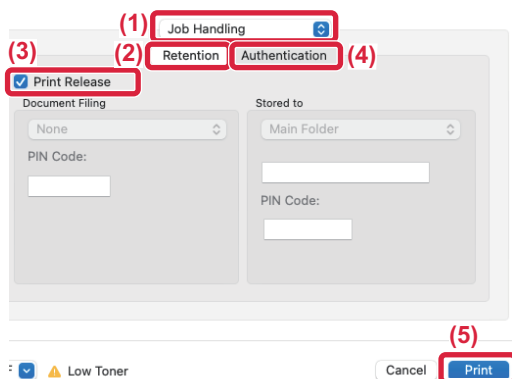 (1) Job Handling
(3) (2) Retention Authentication (4)
Print Release
Document Filing Stored to
None Main Folder
PIN Code:
PIN Code:
(5)
Low Toner Cancel Print